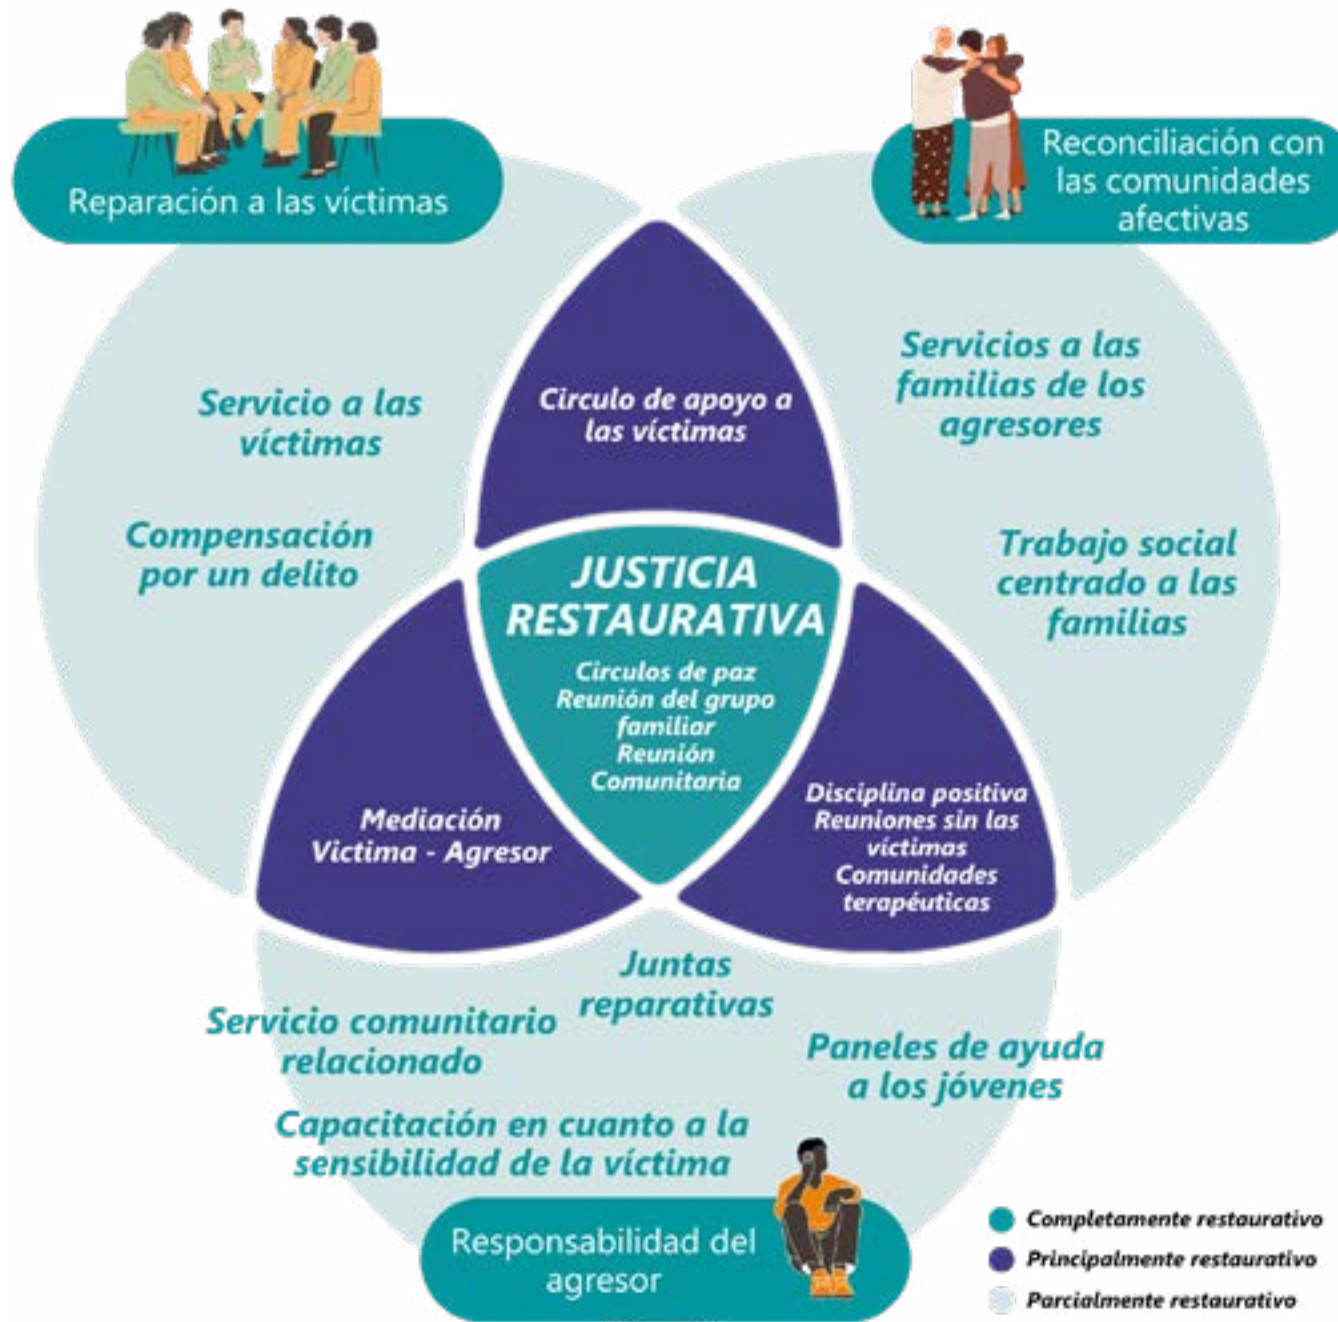 Reparación a las víctimas
Reconciliación con
las comunidades
afectivas
Servicio a las
víctimas
Compensación
por un delito
Circulo de apoyo a
las víctimas
Servicios a las
familias de los
agresores
Trabajo social
centrado a las
familias
JUSTICIA
RESTAURATIVA
Círculos de paz
Reunión del grupo
familiar
Reunión
Comunitaria
Mediación
Victima - Agresor
Disciplina positiva
Reuniones sin las
víctimas
Comunidades
terapéuticas
Juntas
reparativas
Servicio comunitario
relacionado
Paneles de ayuda
a los jóvenes
Capacitación en cuanto a la
sensibilidad de la víctima
Responsabilidad del
agresor
Completamente restaurativo
Principalmente restaurativo
Parcialmente restaurativo